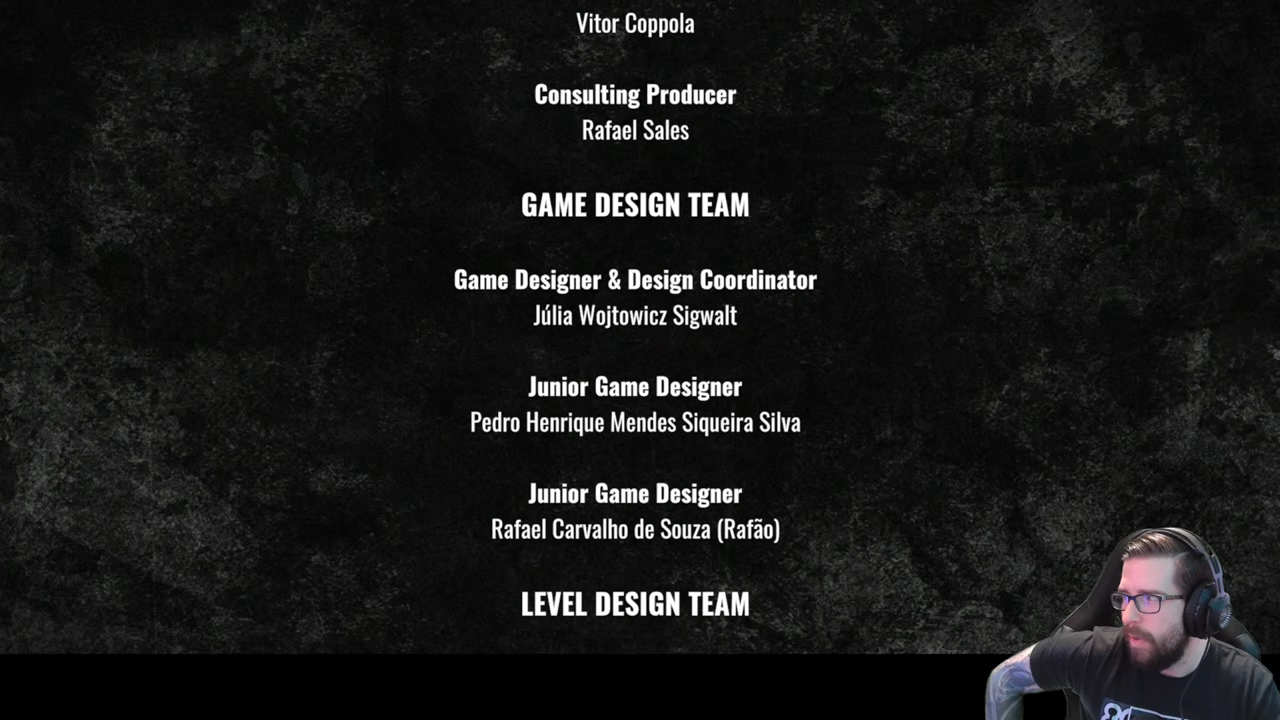 Vitor Coppola
Consulting Producer
Rafael Sales
GAME DESIGN TEAM
Game Designer & Design Coordinator
Júlia Wojtowicz Sigwalt
Junior Game Designer
Pedro Henrique Mendes Siqueira Silva
Junior Game Designer
Rafael Carvalho de Souza (Rafão)
LEVEL DESIGN TEAM